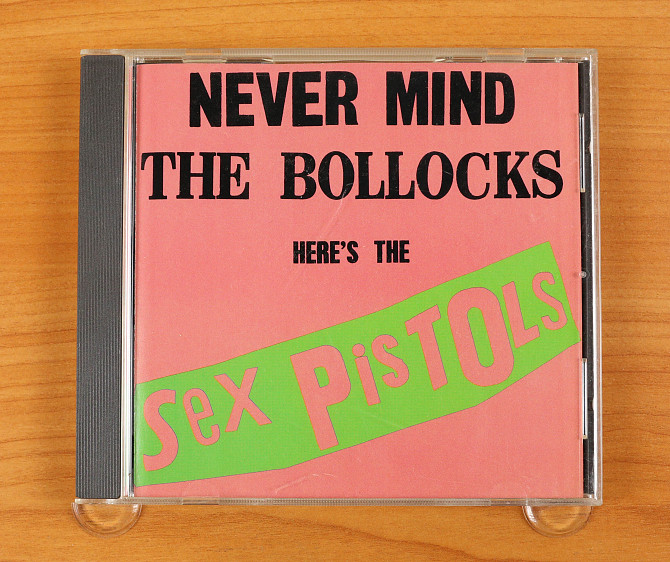 NEVER MIND
THE BOLLOCKS
HERE'S THE
Sex PisTOLs